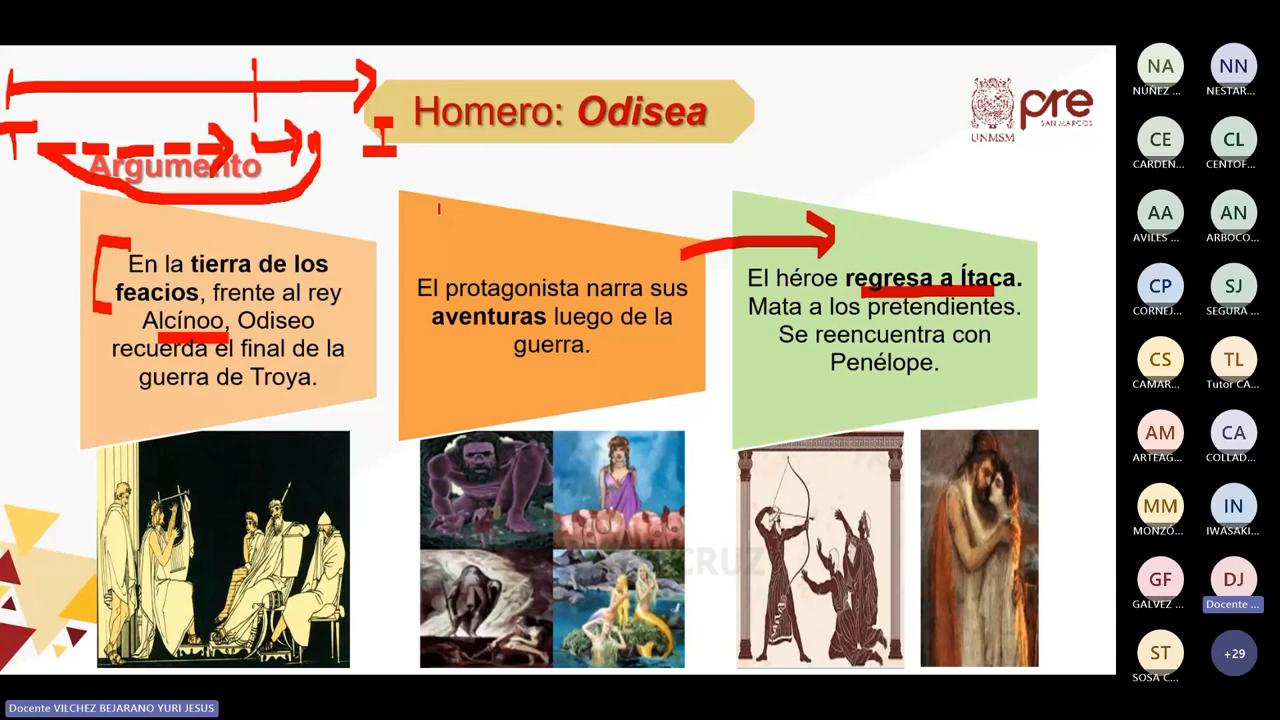 Homero: Odisea
pre
SAN MARCOS
UNMSM
T
I
Argumento
En la tierra de los
feacios, frente al rey
Alcínoo, Odiseo
recuerda el final de la
guerra de Troya.
El protagonista narra sus
aventuras luego de la
guerra.
El héroe regresa a Ítaca.
Mata a los pretendientes.
Se reencuentra con
Penélope.
CRUZ
NA
NUÑEZ ...
NN
NESTAR...
CE
CARDEN...
CL
CENTOF...
AA
AVILES ...
AN
ARBOCO...
CP
CORNEJ...
SJ
SEGURA ...
CS
CAMAR...
TL
Tutor CA...
AM
ARTEAG...
CA
COLLAD...
MM
MONZÓ...
IN
IWASAKI...
GF
GALVEZ ...
DJ
Docente ...
ST
SOSA C...
+29
Docente VILCHEZ BEJARANO YURI JESUS